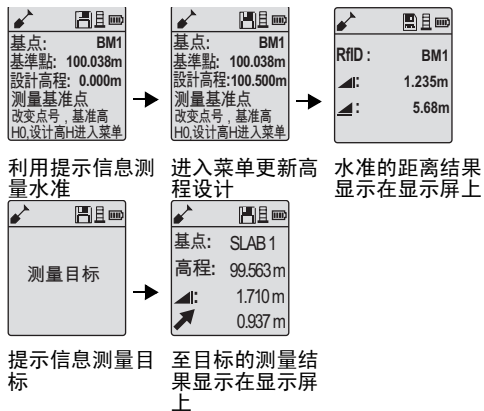 基点: BM1
基準點: 100.038m
設計高程: 0.000m
测量基准点
改变点号，基准高
H0,设计高H进入菜单
基点: BM1
基準點: 100.038m
設計高程:100.500m
测量基准点
改变点号，基准高
H0,设计高H进入菜单
RfID : BM1
: 1.235m
: 5.68m
利用提示信息测
量水准
进入菜单更新高
程设计
水准的距离结果
显示在显示屏上
测量目标
基点: SLAB 1
高程: 99.563 m
: 1.710 m
0.937 m
提示信息测量目
标
至目标的测量结
果显示在显示屏
上